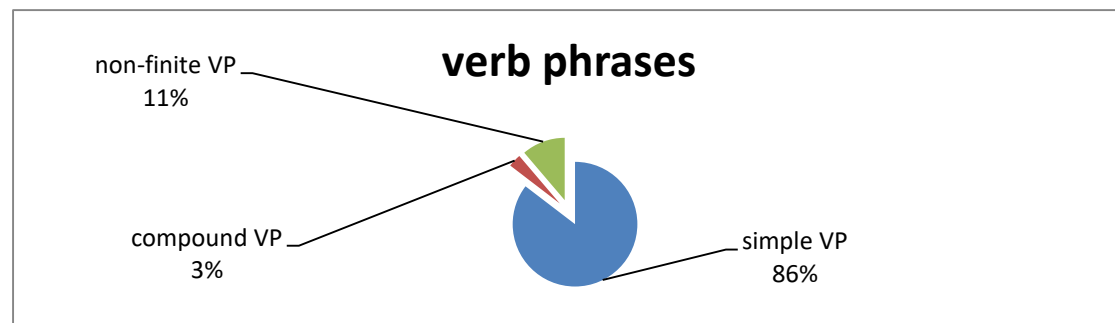 verb phrases
non-finite VP
11%
compound VP
3%
simple VP
86%